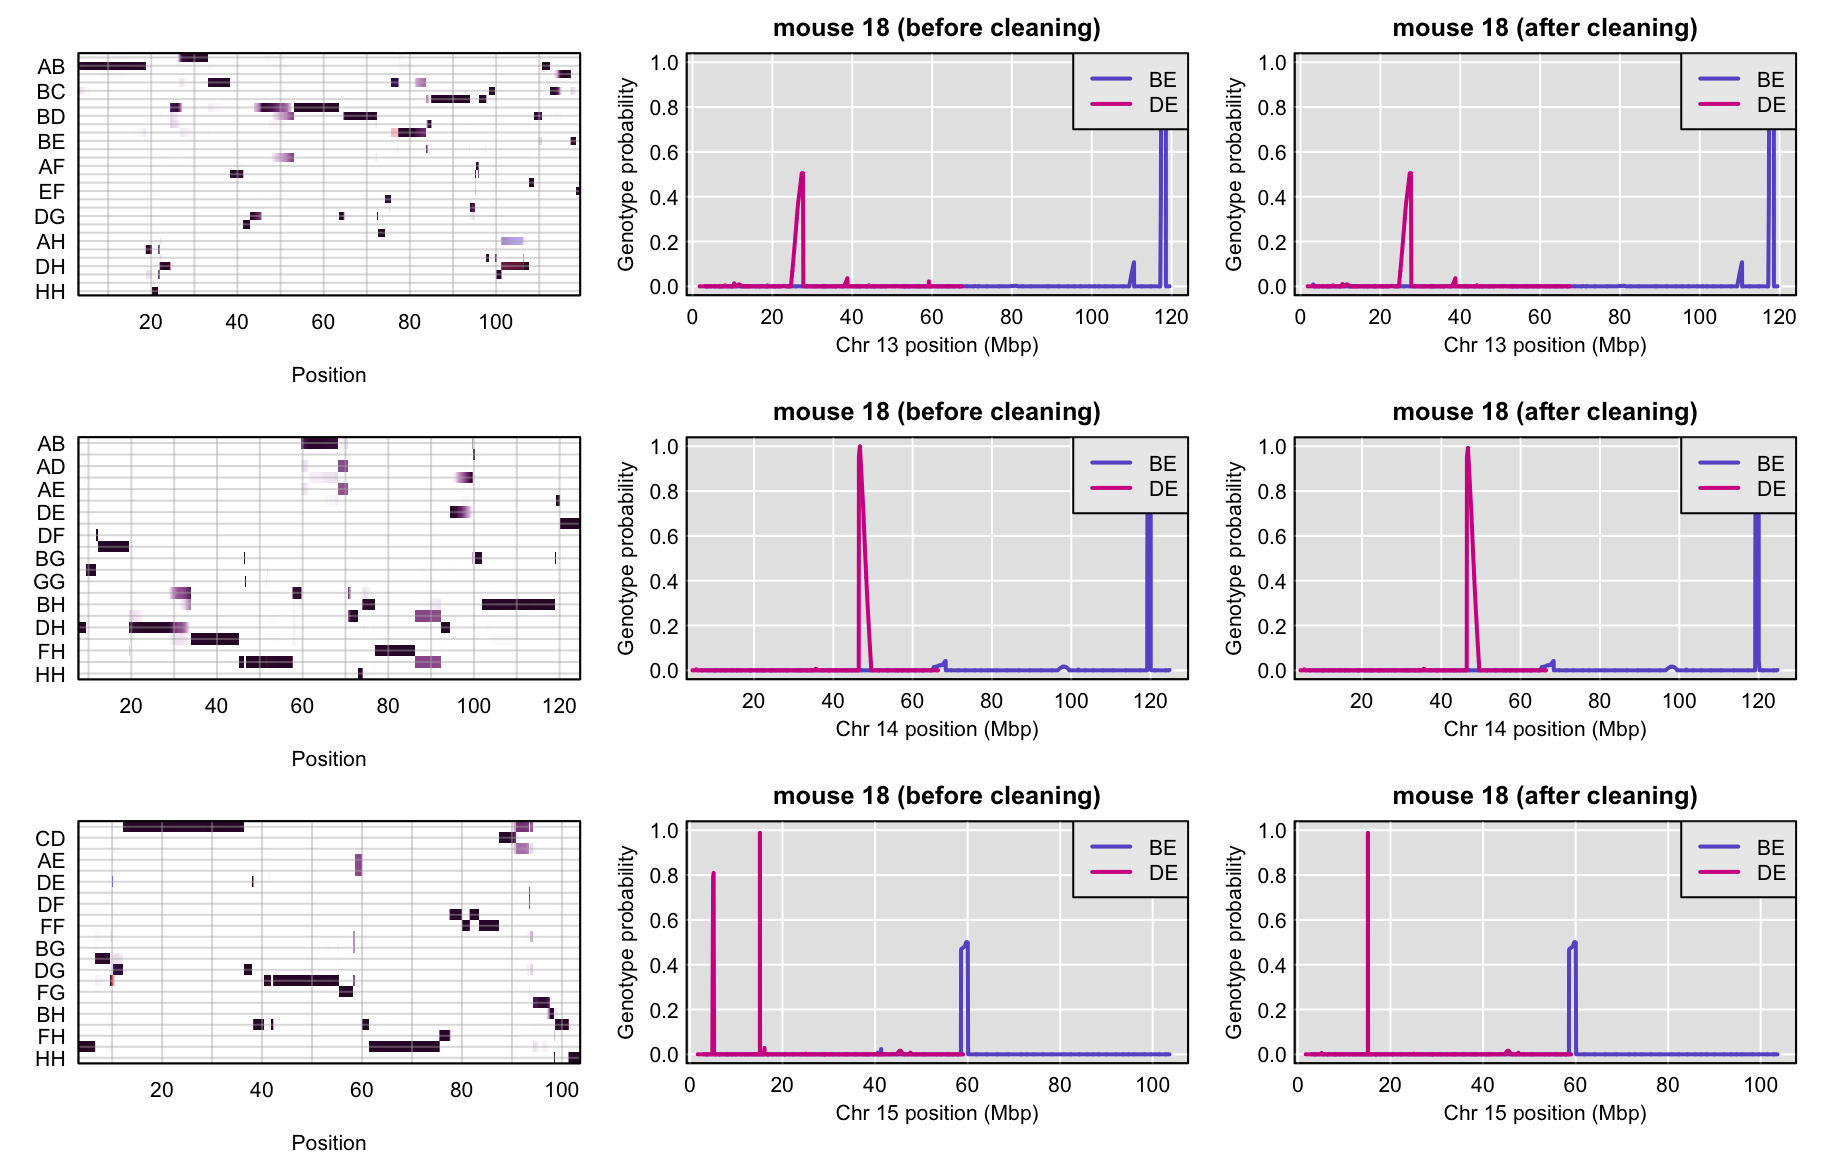 AB
BC
BD
BE
AF
EF
DG
AH
DH
HH
20 40 60 80 100
Position
mouse 18 (before cleaning)
1.0
0.8
0.6
0.4
0.2
0.0
Genotype probability
BE
DE
0 20 40 60 80 100 120
Chr 13 position (Mbp)
mouse 18 (after cleaning)
1.0
0.8
0.6
0.4
0.2
0.0
Genotype probability
BE
DE
0 20 40 60 80 100 120
Chr 13 position (Mbp)
AB
AD
AE
DE
DF
BG
GG
BH
DH
FH
HH
20 40 60 80 100 120
Position
mouse 18 (before cleaning)
1.0
0.8
0.6
0.4
0.2
0.0
Genotype probability
BE
DE
20 40 60 80 100 120
Chr 14 position (Mbp)
mouse 18 (after cleaning)
1.0
0.8
0.6
0.4
0.2
0.0
Genotype probability
BE
DE
20 40 60 80 100 120
Chr 14 position (Mbp)
CD
AE
DE
DF
FF
BG
DG
FG
BH
FH
HH
20 40 60 80 100
Position
mouse 18 (before cleaning)
1.0
0.8
0.6
0.4
0.2
0.0
Genotype probability
BE
DE
0 20 40 60 80 100
Chr 15 position (Mbp)
mouse 18 (after cleaning)
1.0
0.8
0.6
0.4
0.2
0.0
Genotype probability
BE
DE
0 20 40 60 80 100
Chr 15 position (Mbp)